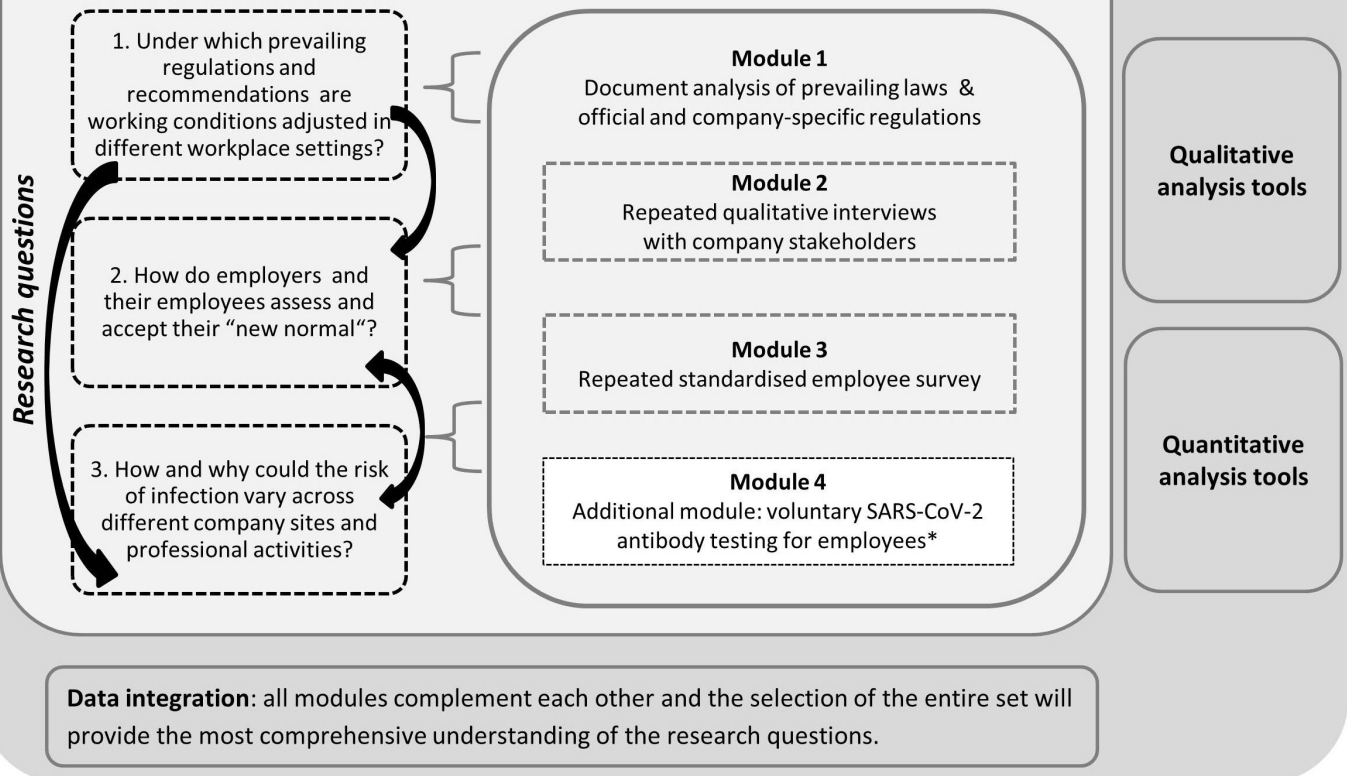 Research questions
1. Under which prevailing
regulations and
recommendations are
working conditions adjusted in
different workplace settings?
2. How do employers and
their employees assess and
accept their “new normal“?
3. How and why could the risk
of infection vary across
different company sites and
professional activities?
Module 1
Document analysis of prevailing laws &
official and company-specific regulations
Module 2
Repeated qualitative interviews
with company stakeholders
Module 3
Repeated standardised employee survey
Module 4
Additional module: voluntary SARS-CoV-2
antibody testing for employees*
Qualitative
analysis tools
Quantitative
analysis tools
Data integration: all modules complement each other and the selection of the entire set will
provide the most comprehensive understanding of the research questions.